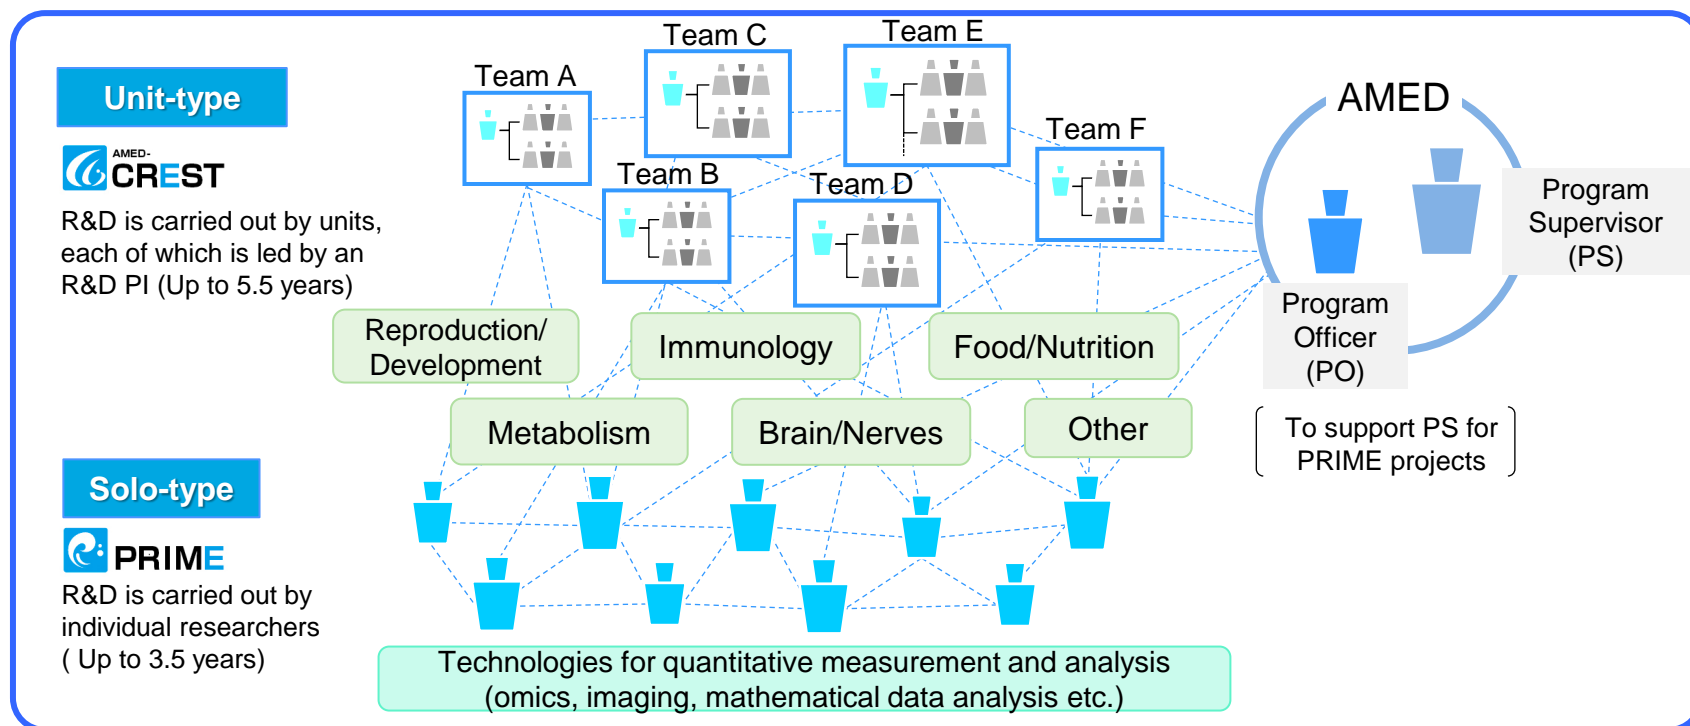 Unit-type
AMED-
CREST
R&D is carried out by units,
each of which is led by an
R&D PI (Up to 5.5 years)
Team A
Team C
Team E
Team B
Team D
Team F
AMED
Program
Supervisor
(PS)
Program
Officer
(PO)
To support PS for
PRIME projects
Reproduction/
Development
Immunology
Food/Nutrition
Metabolism
Brain/Nerves
Other
Solo-type
PRIME
R&D is carried out by
individual researchers
( Up to 3.5 years)
Technologies for quantitative measurement and analysis
(omics, imaging, mathematical data analysis etc.)